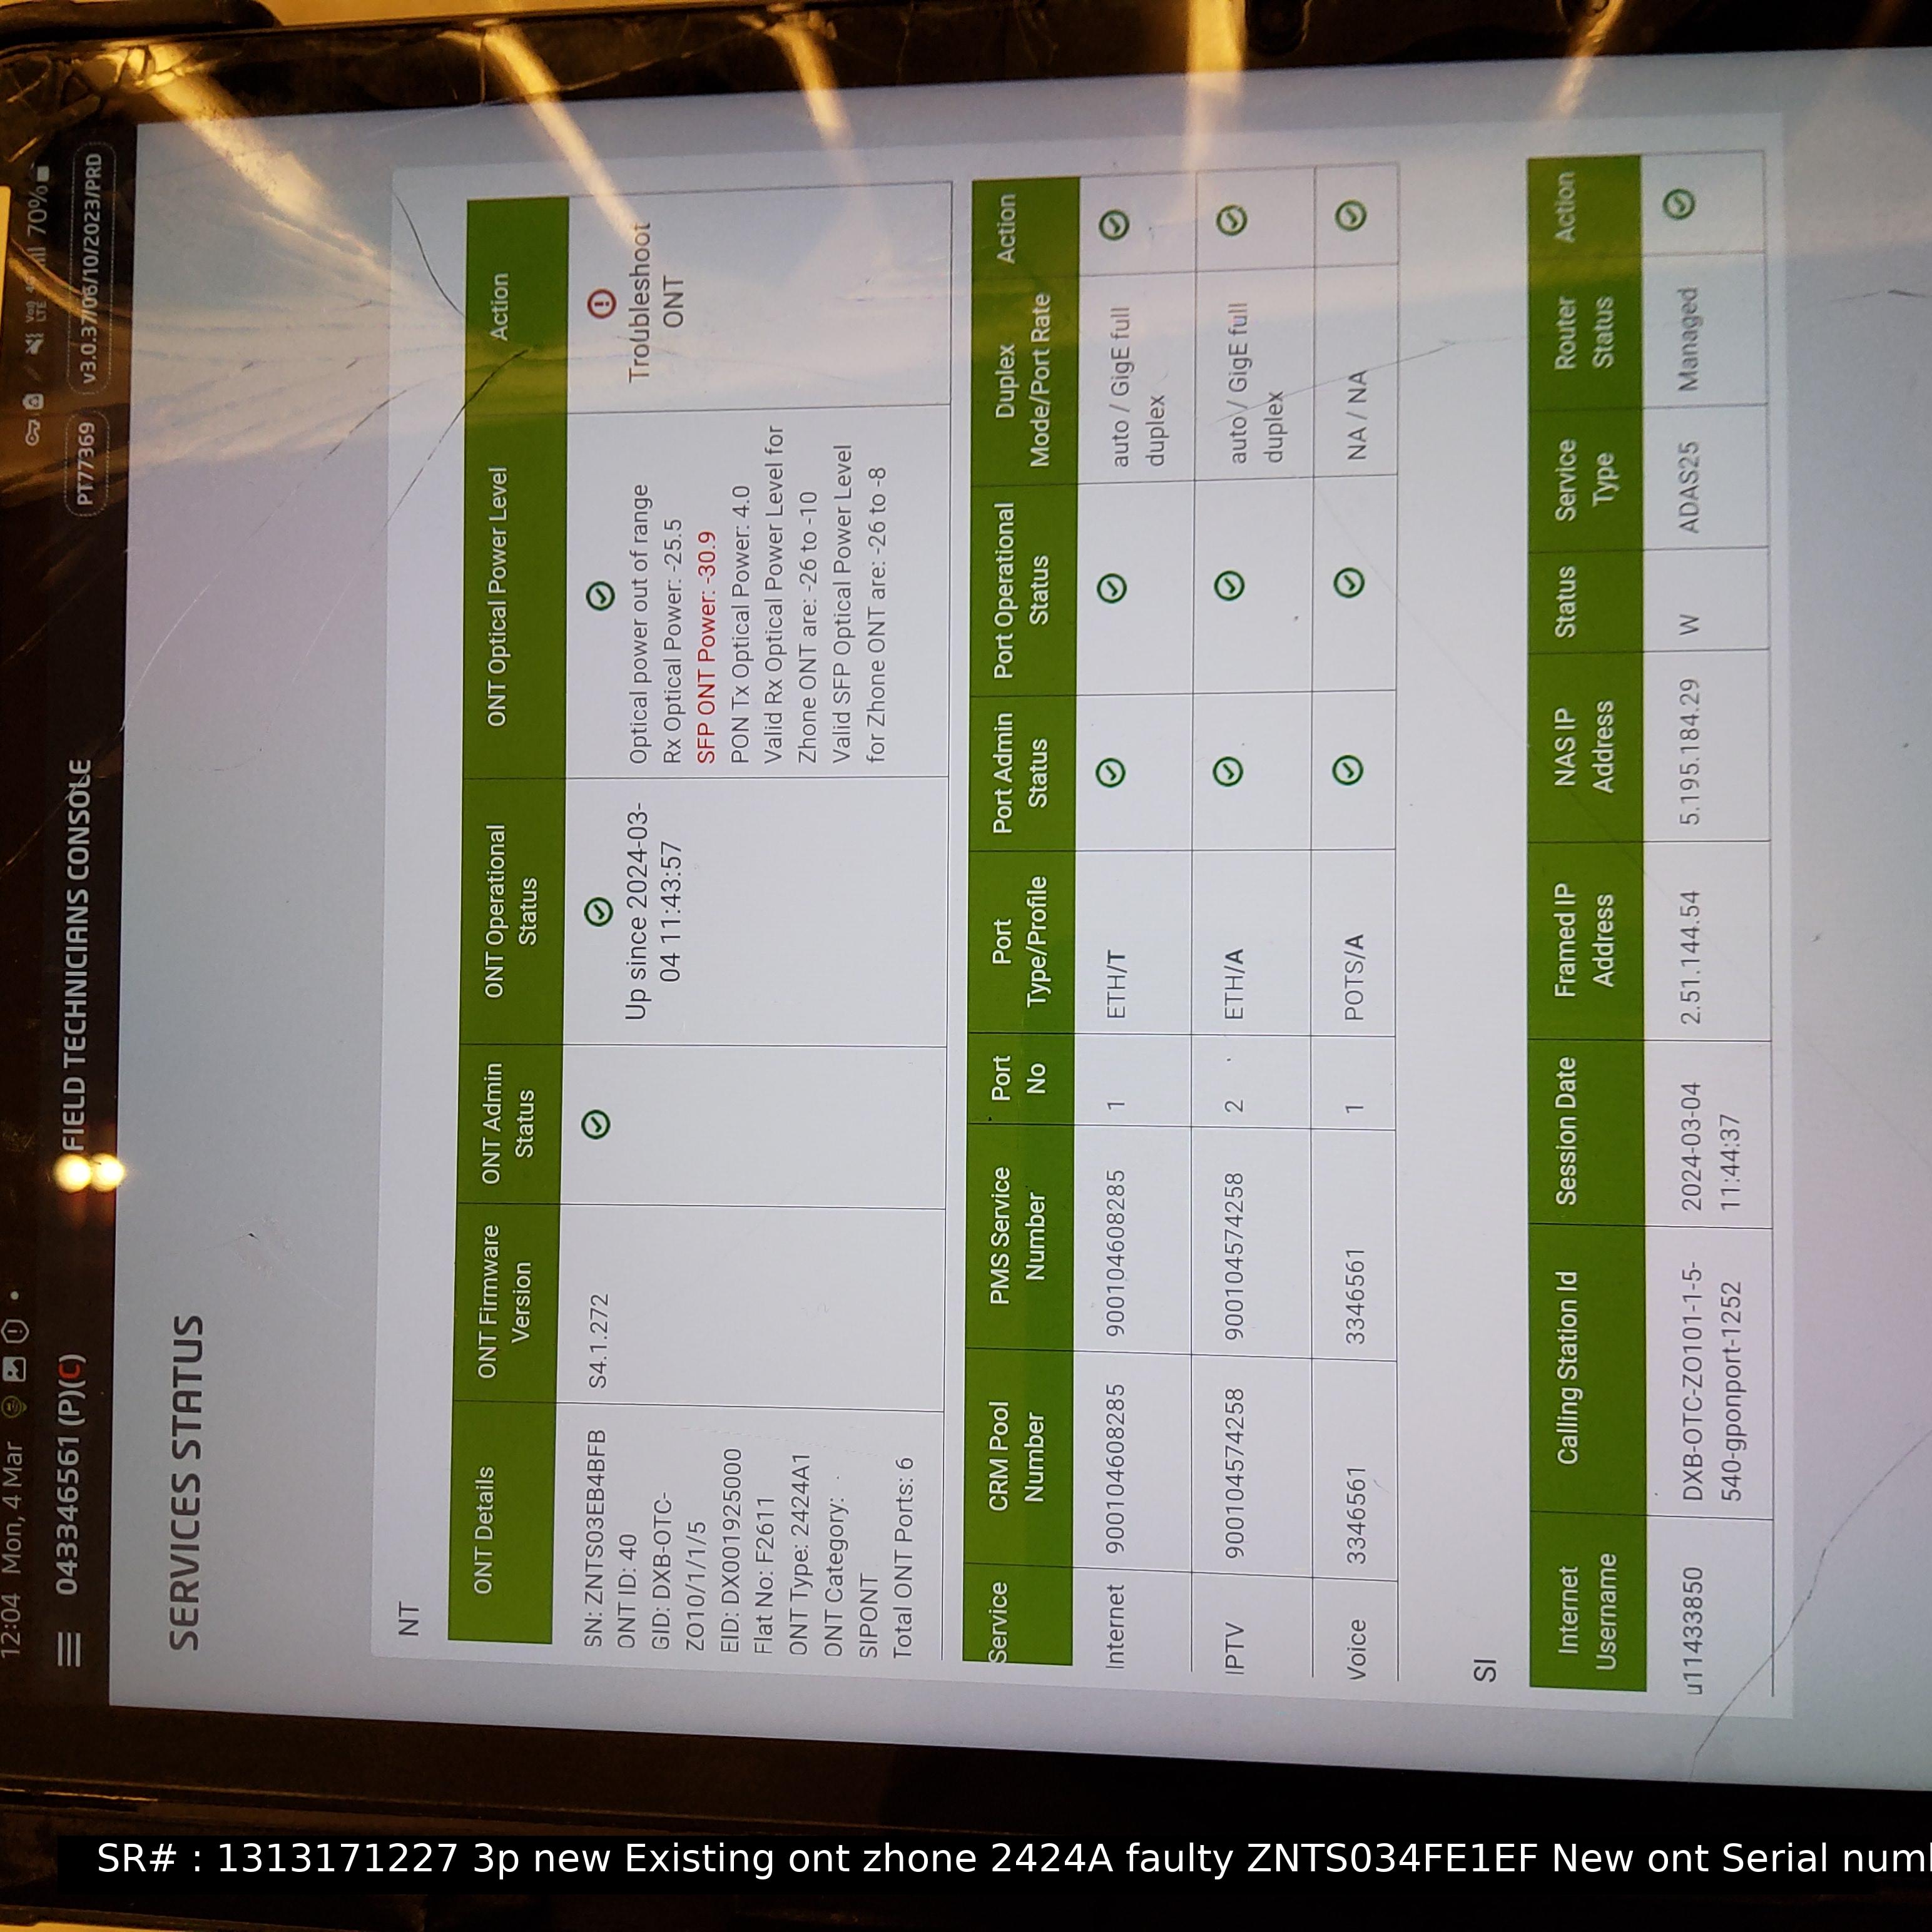 12:04 Mon, 4 Mar
70%
043346561 (P)(C)
FIELD TECHNICIANS CONSOLE
PT77369
v3.0.37/06/10/2023/PRD
SERVICES STATUS
NT
ONT Details
ONT Firmware Version
ONT Admin Status
ONT Operational Status
ONT Optical Power Level
Action
SN: ZNTS03EB4BFB
ONT ID: 40
GID: DXB-OTC-
ZO10/1/1/5
EID: DX001925000
Flat No: F2611
ONT Type: 2424A1
ONT Category:
SIPONT
Total ONT Ports: 6
S4.1.272
Up since 2024-03-
04 11:43:57
Optical power out of range
Rx Optical Power: -25.5
SFP ONT Power: -30.9
PON Tx Optical Power: 4.0
Valid Rx Optical Power Level for
Zhone ONT are: -26 to -10
Valid SFP Optical Power Level
for Zhone ONT are: -26 to -8
Troubleshoot
ONT
Service
CRM Pool Number
PMS Service Number
Port No
Port Type/Profile
Port Admin Status
Port Operational Status
Duplex Mode/Port Rate
Action
Internet 900104608285 900104608285 1 ETH/T auto / GigE full duplex
IPTV 900104574258 900104574258 2 ETH/A auto / GigE full duplex
Voice 3346561 3346561 1 POTS/A NA / NA
SI
Internet Username
Calling Station Id
Session Date
Framed IP Address
NAS IP Address
Status
Service Type
Router Status
Action
u11433850
DXB-OTC-ZO101-1-5-
540-gponport-1252
2024-03-04
11:44:37
2.51.144.54
5.195.184.29
W
ADAS25
Managed
SR# : 1313171227 3p new Existing ont zhone 2424A faulty ZNTS034FE1EF New ont Serial num